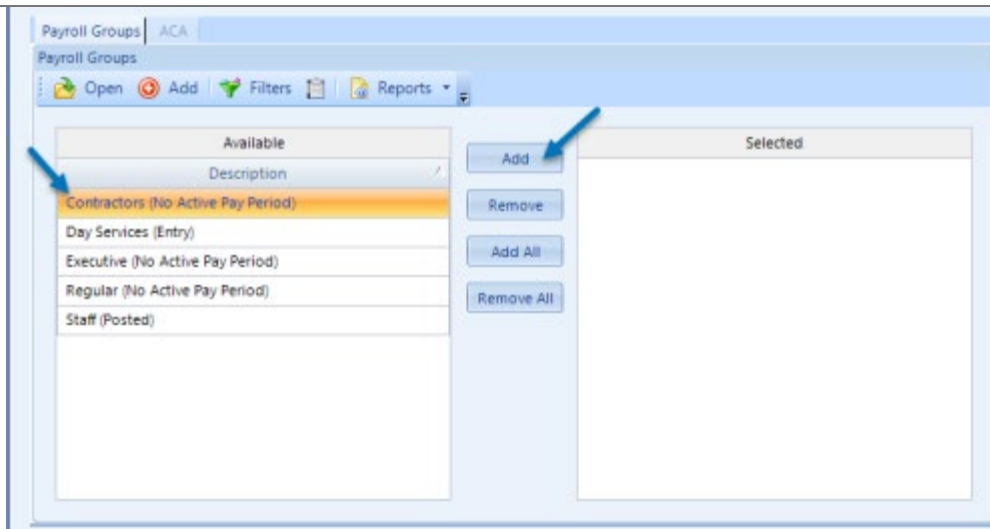 Payroll Groups ACA
Payroll Groups
Open Add Filters Reports
Available
Description
Contractors (No Active Pay Period)
Day Services (Entry)
Executive (No Active Pay Period)
Regular (No Active Pay Period)
Staff (Posted)
Add
Remove
Add All
Remove All
Selected